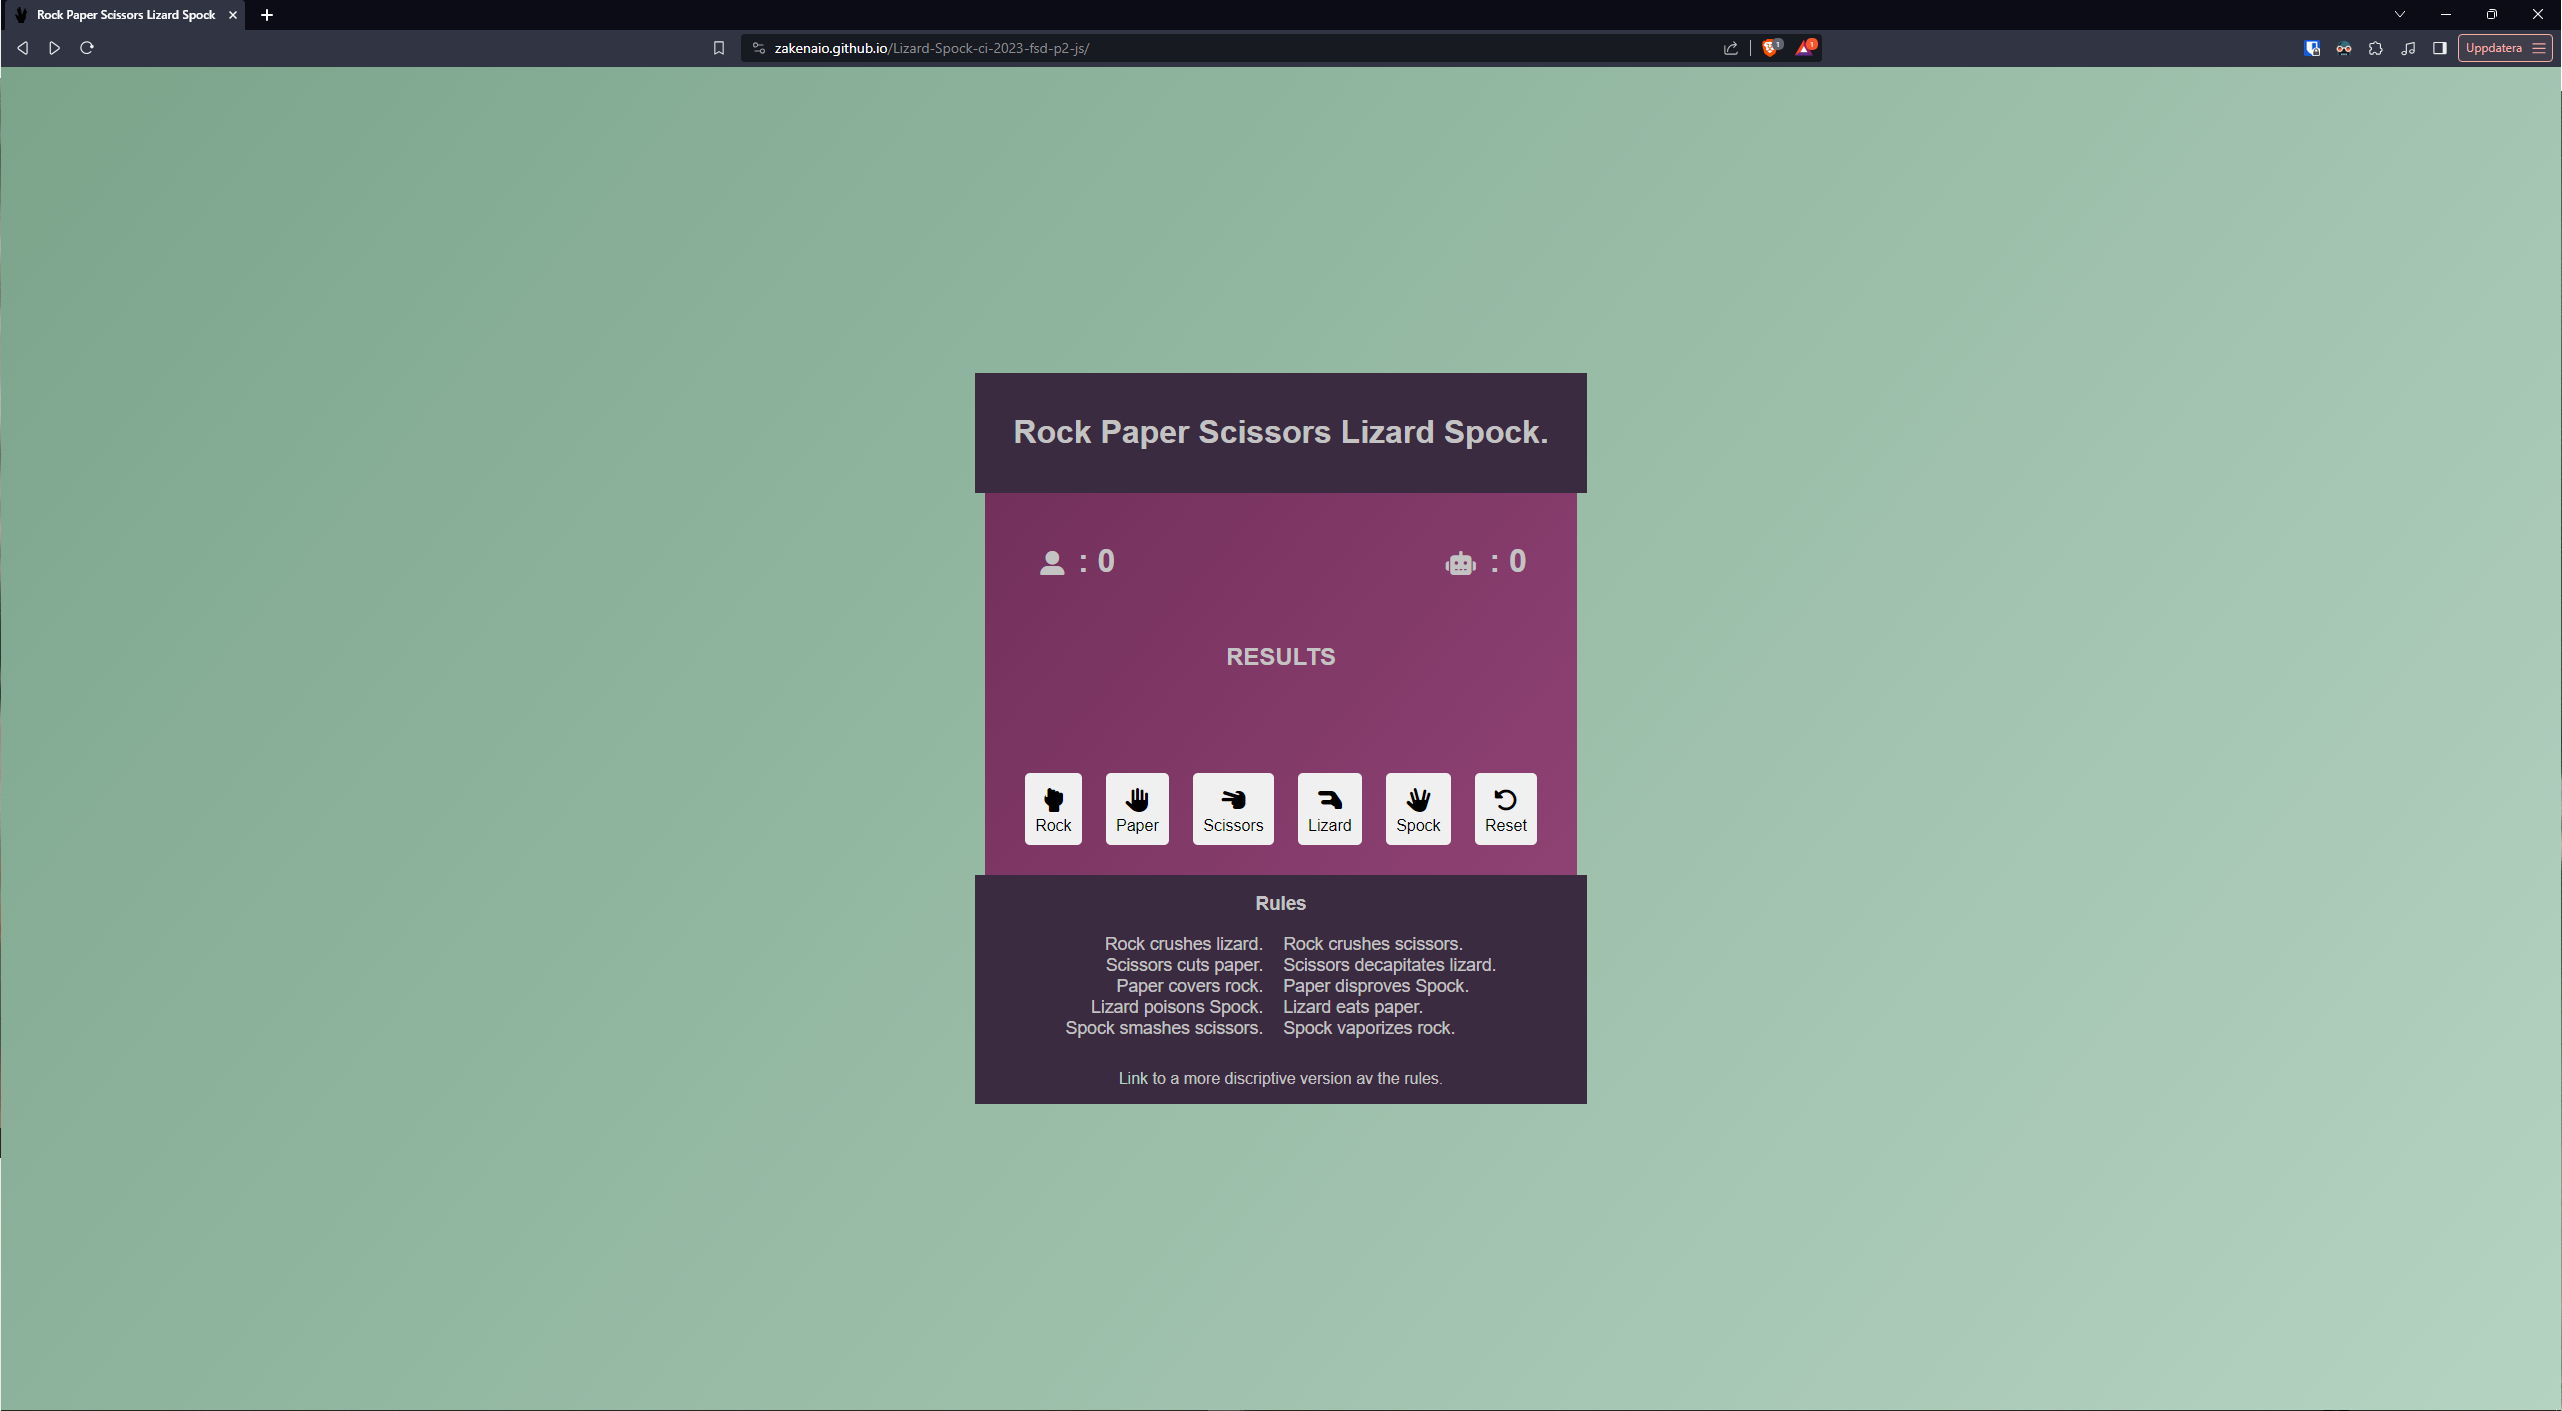 Rock Paper Scissors Lizard Spock
zakenaio.github.io/Lizard-Spock-ci-2023-fsd-p2-js/
1
1
Uppdatera
Rock Paper Scissors Lizard Spock.
: 0
: 0
RESULTS
Rock
Paper
Scissors
Lizard
Spock
Reset
Rules
Rock crushes lizard. Rock crushes scissors.
Scissors cuts paper. Scissors decapitates lizard.
Paper covers rock. Paper disproves Spock.
Lizard poisons Spock. Lizard eats paper.
Spock smashes scissors. Spock vaporizes rock.
Link to a more discriptive version av the rules.